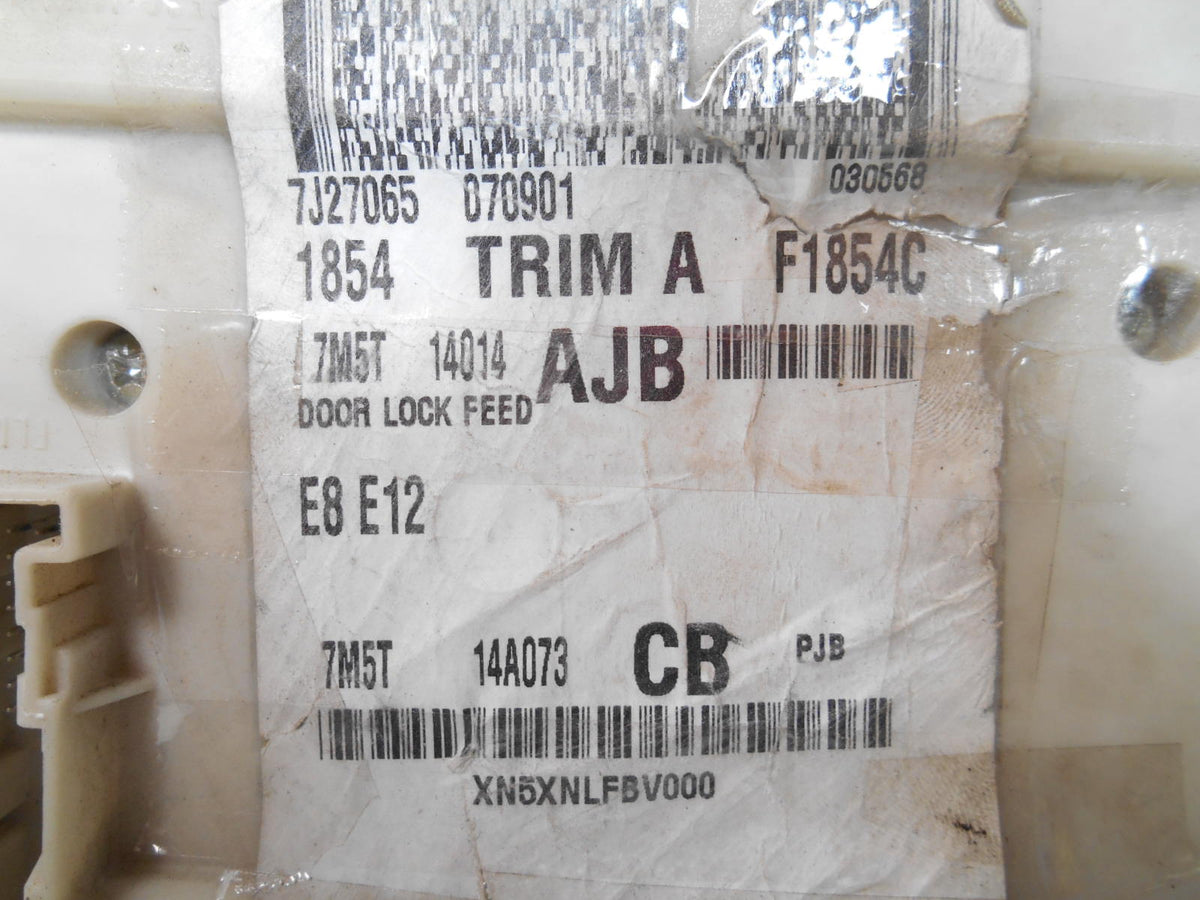 7J27065 070901 030568
1854 TRIM A F1854C
7M5T 14014 AJB
DOOR LOCK FEED
E8 E12
7M5T 14A073 CB PJB
XN5XNLFBV000